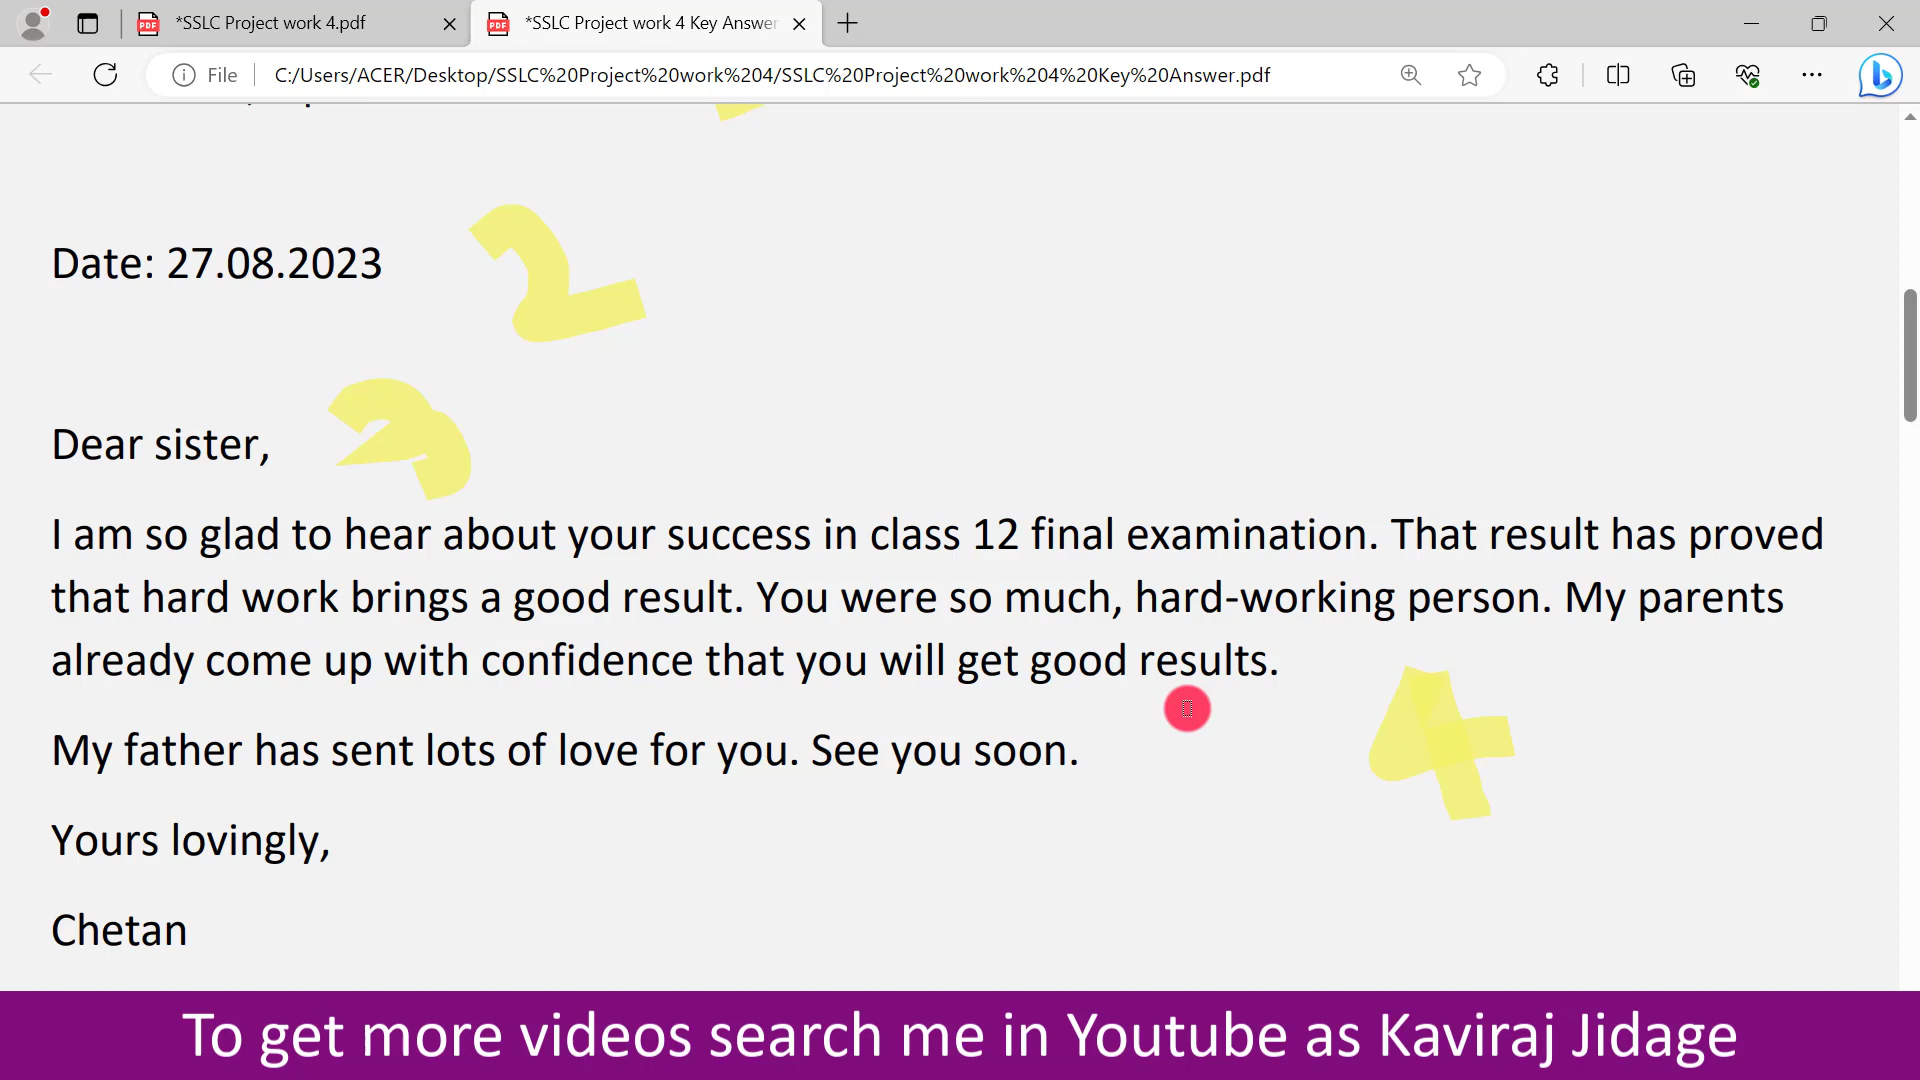 *SSLC Project work 4.pdf
*SSLC Project work 4 Key Answer
File
C:/Users/ACER/Desktop/SSLC%20Project%20work%204/SSLC%20Project%20work%204%20Key%20Answer.pdf
Date: 27.08.2023
2
Dear sister,
3
I am so glad to hear about your success in class 12 final examination. That result has proved
that hard work brings a good result. You were so much, hard-working person. My parents
already come up with confidence that you will get good results.
4
My father has sent lots of love for you. See you soon.
Yours lovingly,
Chetan
To get more videos search me in Youtube as Kaviraj Jidage